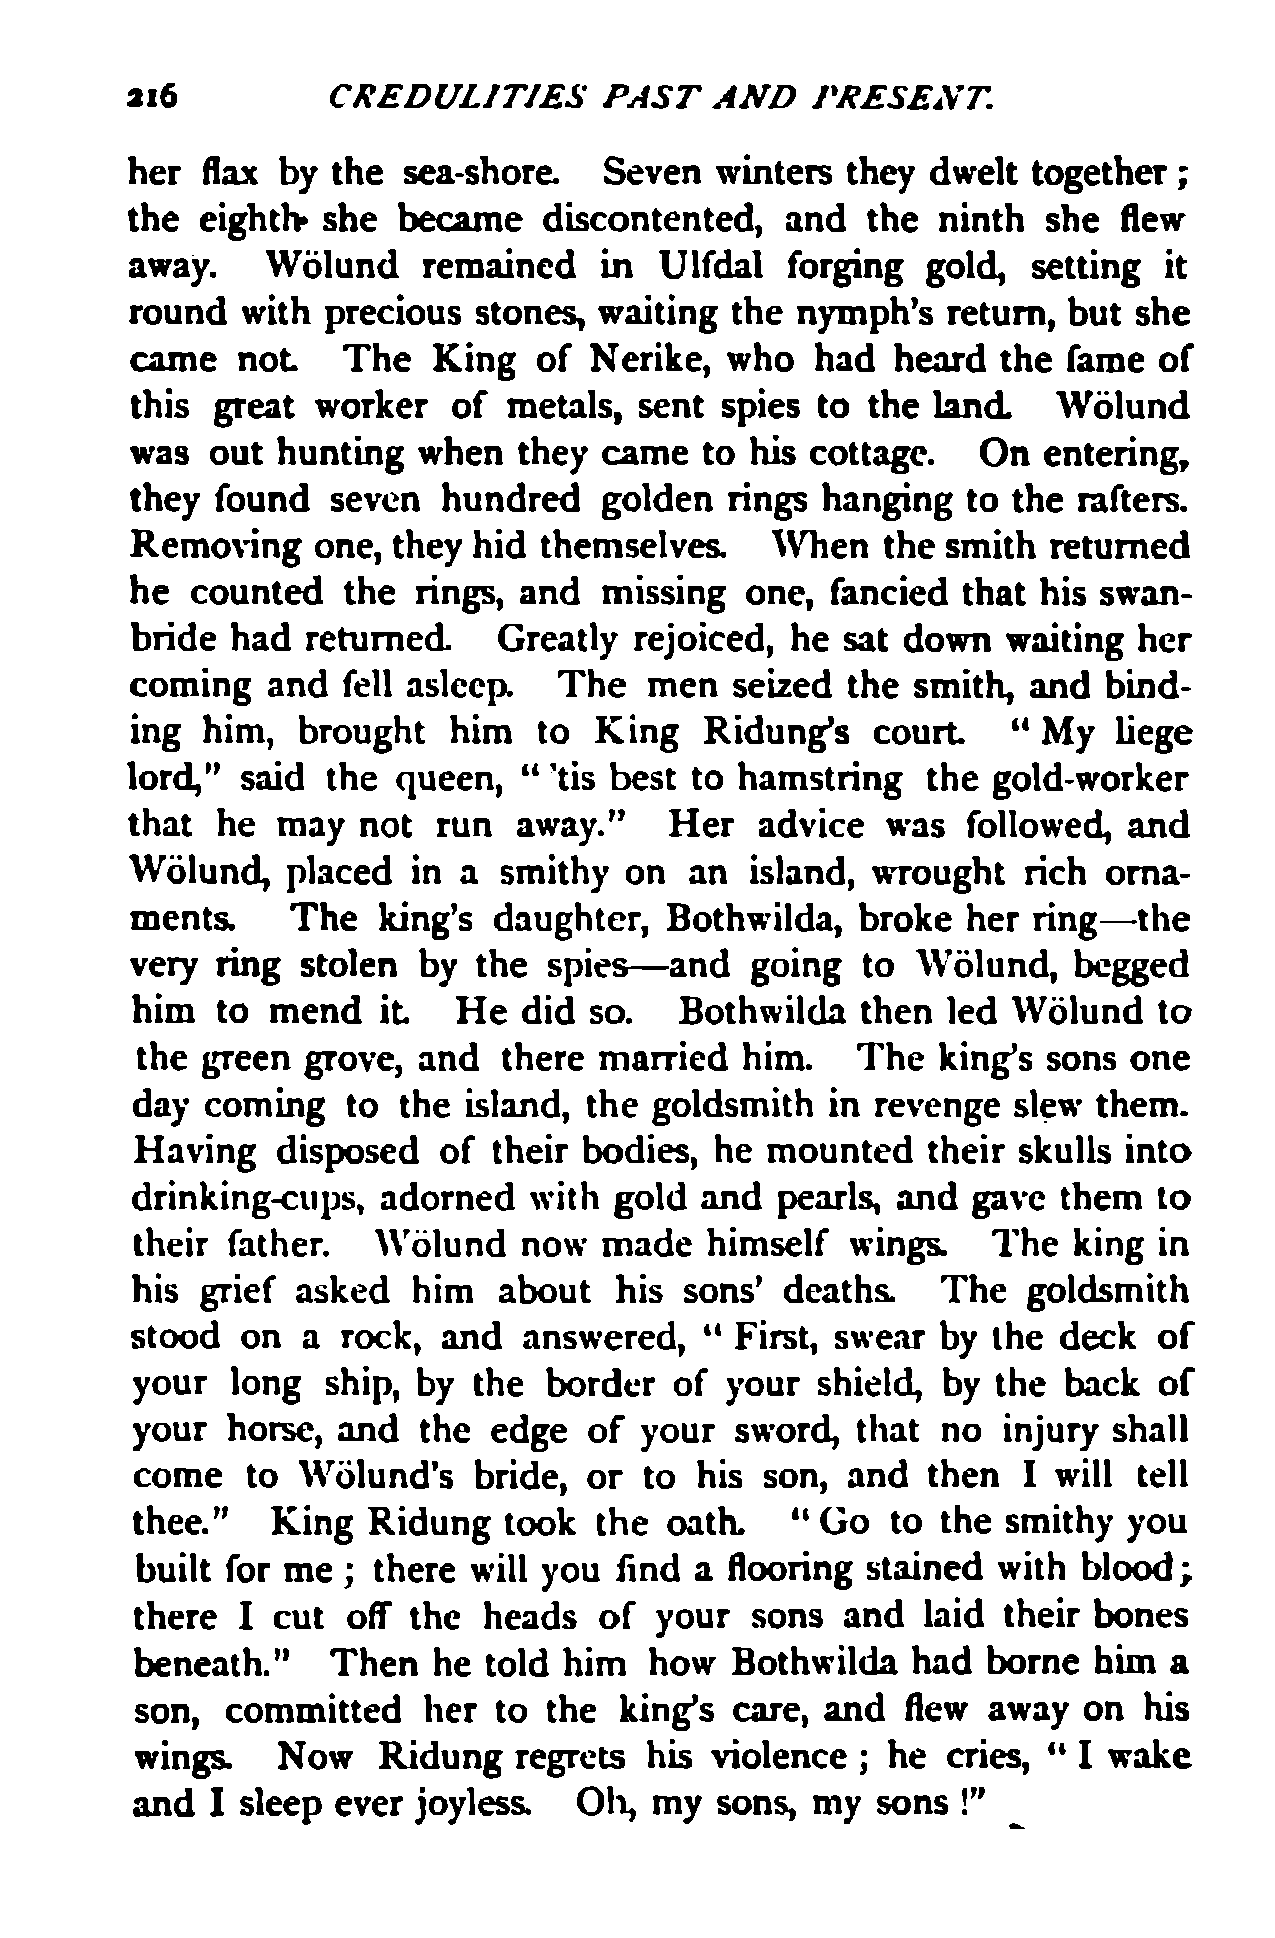 216 CREDULITIES PAST AND PRESENT.
her flax by the sea-shore. Seven winters they dwelt together;
the eighth she became discontented, and the ninth she flew
away. Wölund remained in Ulfdal forging gold, setting it
round with precious stones, waiting the nymph's return, but she
came not. The King of Nerike, who had heard the fame of
this great worker of metals, sent spies to the land. Wölund
was out hunting when they came to his cottage. On entering,
they found seven hundred golden rings hanging to the rafters.
Removing one, they hid themselves. When the smith returned
he counted the rings, and missing one, fancied that his swan-
bride had returned. Greatly rejoiced, he sat down waiting her
coming and fell asleep. The men seized the smith, and bind-
ing him, brought him to King Ridung's court. "My liege
lord," said the queen, "'tis best to hamstring the gold-worker
that he may not run away." Her advice was followed, and
Wölund, placed in a smithy on an island, wrought rich orna-
ments. The king's daughter, Bothwilda, broke her ring—the
very ring stolen by the spies—and going to Wölund, begged
him to mend it. He did so. Bothwilda then led Wölund to
the green grove, and there married him. The king's sons one
day coming to the island, the goldsmith in revenge slew them.
Having disposed of their bodies, he mounted their skulls into
drinking-cups, adorned with gold and pearls, and gave them to
their father. Wölund now made himself wings. The king in
his grief asked him about his sons' deaths. The goldsmith
stood on a rock, and answered, "First, swear by the deck of
your long ship, by the border of your shield, by the back of
your horse, and the edge of your sword, that no injury shall
come to Wölund's bride, or to his son, and then I will tell
thee." King Ridung took the oath. "Go to the smithy you
built for me; there will you find a flooring stained with blood;
there I cut off the heads of your sons and laid their bones
beneath." Then he told him how Bothwilda had borne him a
son, committed her to the king's care, and flew away on his
wings. Now Ridung regrets his violence; he cries, "I wake
and I sleep ever joyless. Oh, my sons, my sons!"